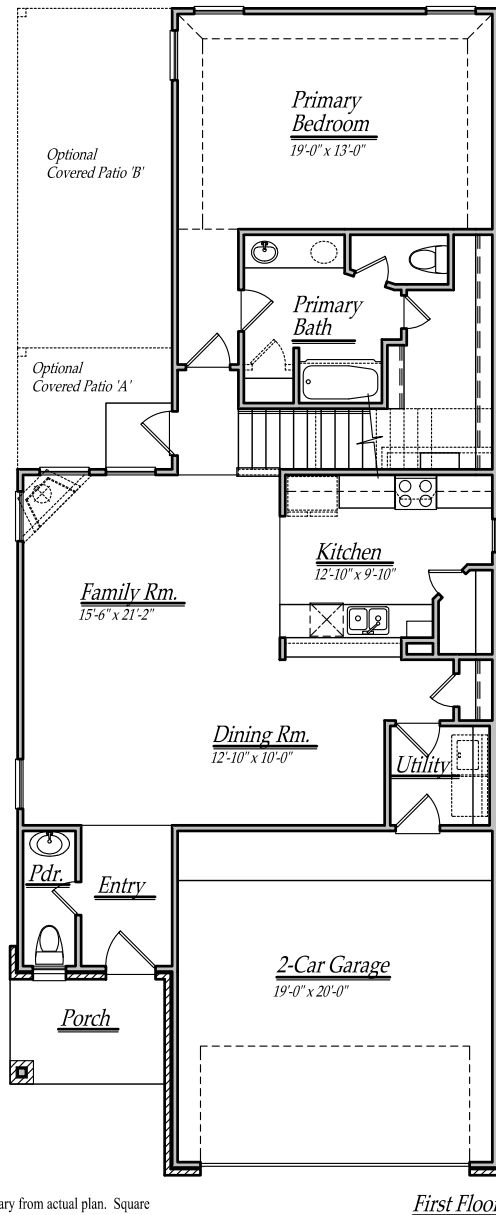 Primary
Bedroom
19'-0" x 13'-0"
Optional
Covered Patio 'B'
Primary
Bath
Optional
Covered Patio 'A'
Kitchen
12'-10" x 9'-10"
Family Rm.
15'-6" x 21'-2"
Dining Rm.
12'-10" x 10'-0"
Utility
Pdr.
Entry
2-Car Garage
19'-0" x 20'-0"
Porch
ary from actual plan. Square
First Floor